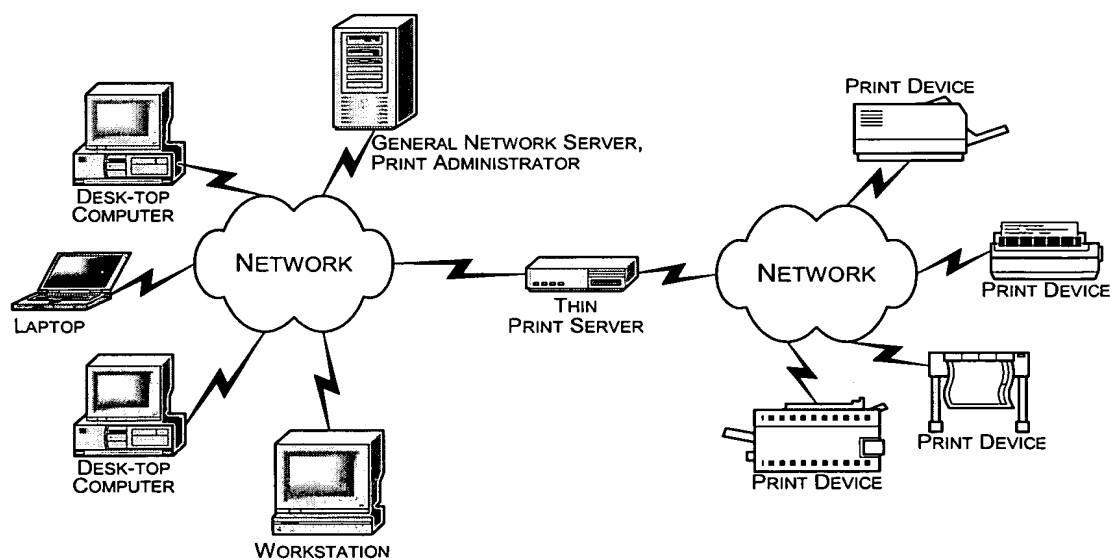 PRINT DEVICE
GENERAL NETWORK SERVER,
PRINT ADMINISTRATOR
DESK-TOP
COMPUTER
NETWORK
NETWORK
LAPTOP
THIN
PRINT SERVER
PRINT DEVICE
DESK-TOP
COMPUTER
PRINT DEVICE
PRINT DEVICE
WORKSTATION